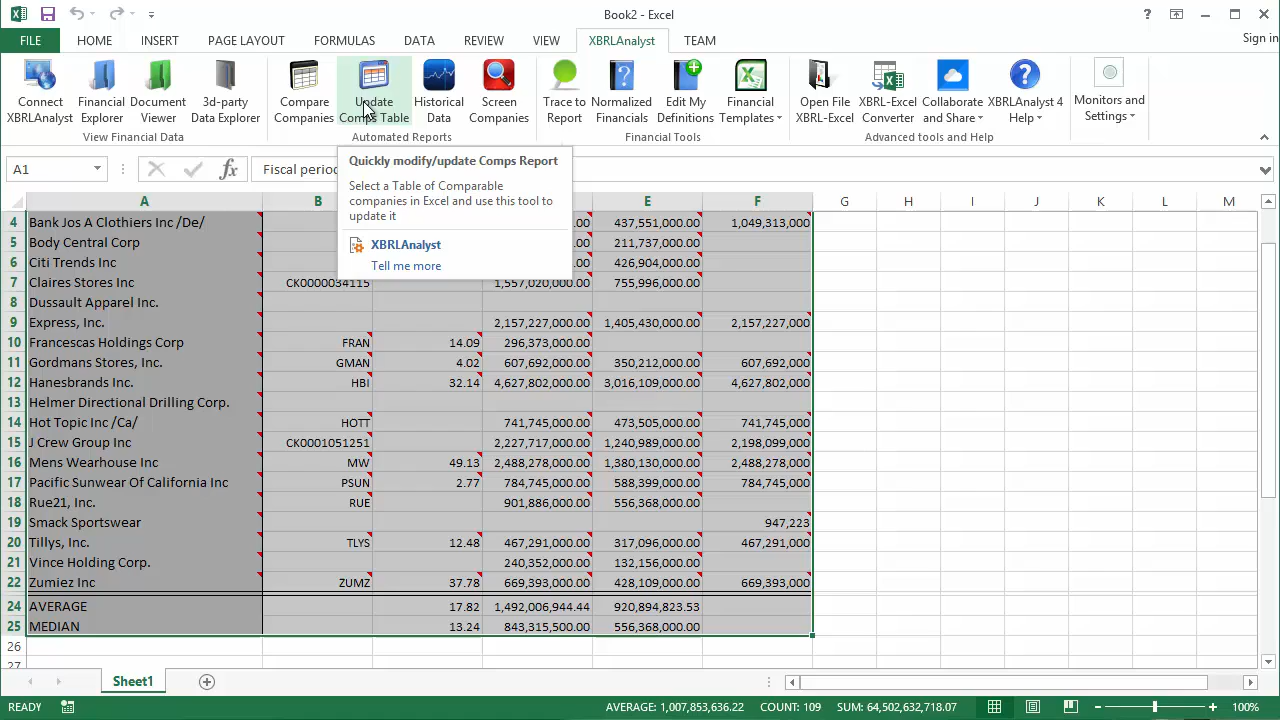 Book2 - Excel
FILE HOME INSERT PAGE LAYOUT FORMULAS DATA REVIEW VIEW XBRLAnalyst TEAM Sign in
Connect XBRLAnalyst
Financial Explorer
Document Viewer
3d-party Data Explorer
View Financial Data
Compare Companies
Update Comps Table
Historical Data
Screen Companies
Automated Reports
Trace to Report
Normalized Financials
Edit My Definitions
Financial Templates
Financial Tools
Open File XBRL-Excel
XBRL-Excel Converter
Collaborate and Share
XBRLAnalyst 4 Help
Advanced tools and Help
Monitors and Settings
A1 fx Fiscal period
Quickly modify/update Comps Report
Select a Table of Comparable
companies in Excel and use this tool to
update it
XBRLAnalyst
Tell me more
A B E F G H I J K L M
4 Bank Jos A Clothiers Inc /De/ .00 437,551,000.00 1,049,313,000
5 Body Central Corp .00 211,737,000.00
6 Citi Trends Inc .00 426,904,000.00
7 Claires Stores Inc CK0000034115 1,557,020,000.00 755,996,000.00
8 Dussault Apparel Inc.
9 Express, Inc. 2,157,227,000.00 1,405,430,000.00 2,157,227,000
10 Francescas Holdings Corp FRAN 14.09 296,373,000.00
11 Gordmans Stores, Inc. GMAN 4.02 607,692,000.00 350,212,000.00 607,692,000
12 Hanesbrands Inc. HBI 32.14 4,627,802,000.00 3,016,109,000.00 4,627,802,000
13 Helmer Directional Drilling Corp.
14 Hot Topic Inc /Ca/ HOTT 741,745,000.00 473,505,000.00 741,745,000
15 J Crew Group Inc CK0001051251 2,227,717,000.00 1,240,989,000.00 2,198,099,000
16 Mens Wearhouse Inc MW 49.13 2,488,278,000.00 1,380,130,000.00 2,488,278,000
17 Pacific Sunwear Of California Inc PSUN 2.77 784,745,000.00 588,399,000.00 784,745,000
18 Rue21, Inc. RUE 901,886,000.00 556,368,000.00
19 Smack Sportswear 947,223
20 Tillys, Inc. TLYS 12.48 467,291,000.00 317,096,000.00 467,291,000
21 Vince Holding Corp. 240,352,000.00 132,156,000.00
22 Zumiez Inc ZUMZ 37.78 669,393,000.00 428,109,000.00 669,393,000
24 AVERAGE 17.82 1,492,006,944.44 920,894,823.53
25 MEDIAN 13.24 843,315,500.00 556,368,000.00
26
27
Sheet1
READY AVERAGE: 1,007,853,636.22 COUNT: 109 SUM: 64,502,632,718.07 100%